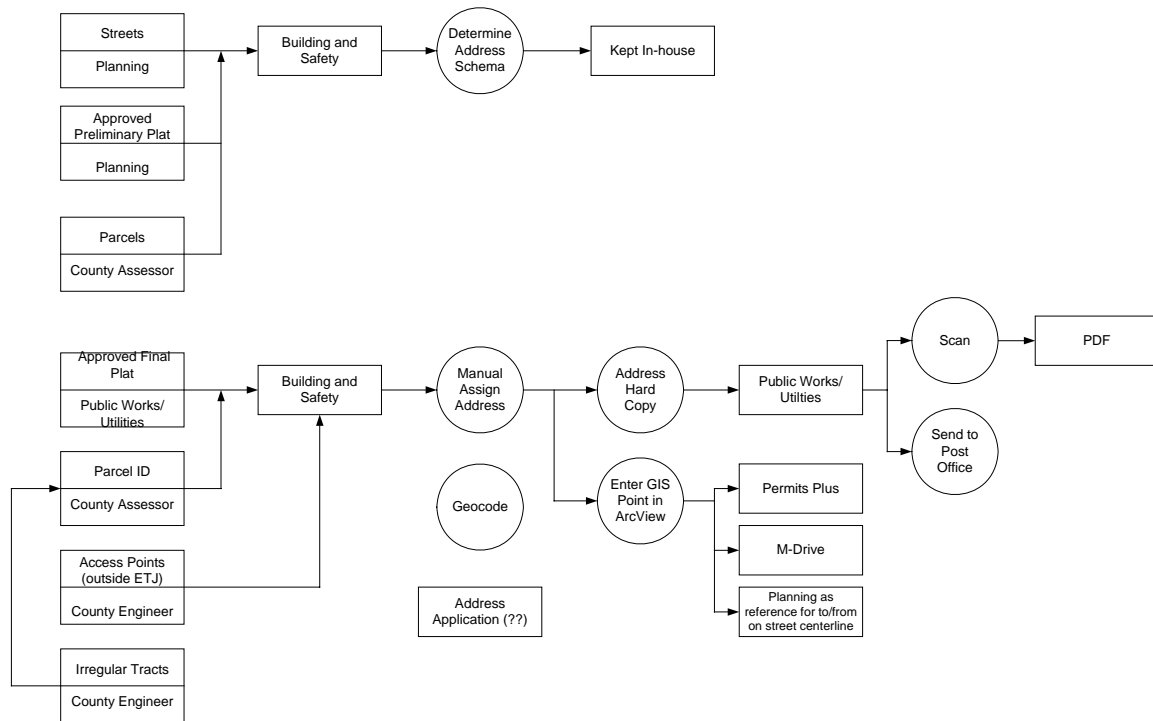 Streets
Planning
Building and
Safety
Determine
Address
Schema
Kept In-house
Approved
Preliminary Plat
Planning
Parcels
County Assessor
Approved Final
Plat
Public Works/
Utilities
Building and
Safety
Manual
Assign
Address
Address
Hard
Copy
Public Works/
Utilties
Scan
PDF
Send to
Post
Office
Parcel ID
County Assessor
Geocode
Enter GIS
Point in
ArcView
Permits Plus
M-Drive
Planning as
reference for to/from
on street centerline
Access Points
(outside ETJ)
County Engineer
Address
Application (??)
Irregular Tracts
County Engineer